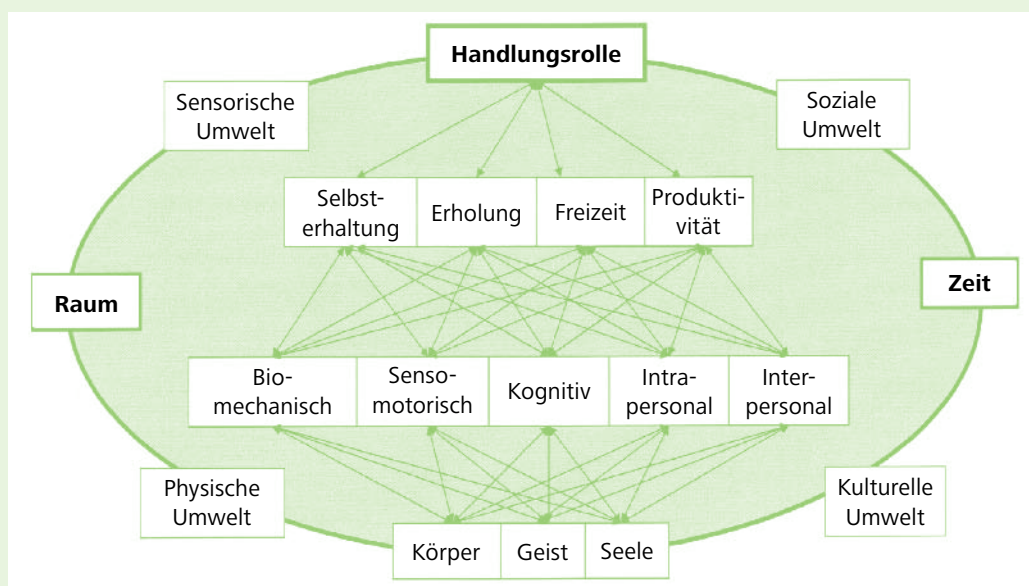 Handlungsrolle
Sensorische
Umwelt
Soziale
Umwelt
Selbst-
erhaltung
Erholung
Freizeit
Produkti-
vität
Raum
Zeit
Bio-
mechanisch
Senso-
motorisch
Kognitiv
Intra-
personal
Inter-
personal
Physische
Umwelt
Kulturelle
Umwelt
Körper
Geist
Seele